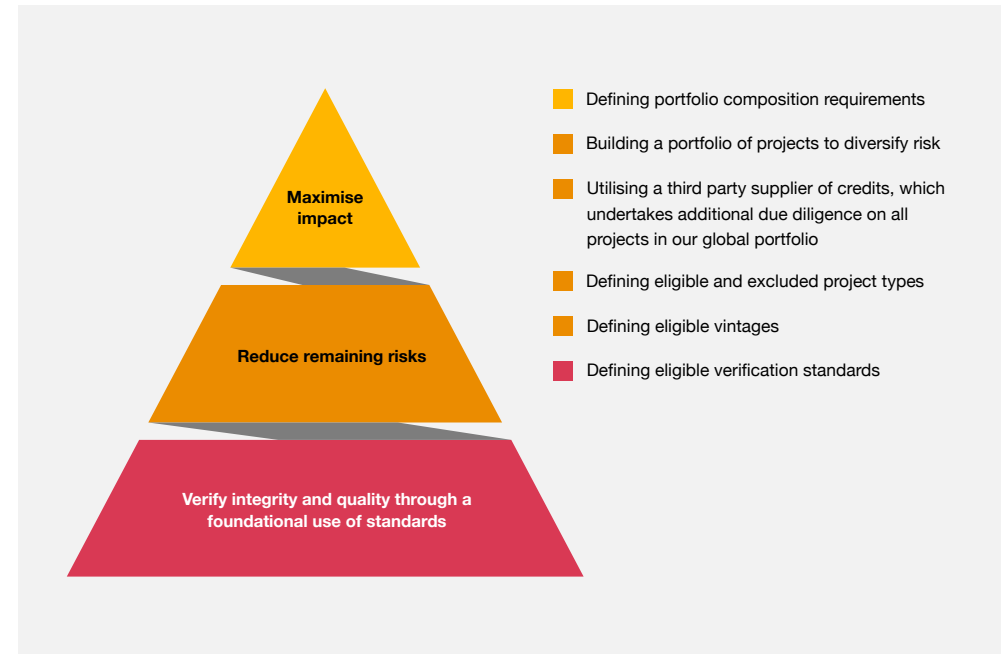 Maximise
impact
Reduce remaining risks
Verify integrity and quality through a
foundational use of standards
Defining portfolio composition requirements
Building a portfolio of projects to diversify risk
Utilising a third party supplier of credits, which
undertakes additional due diligence on all
projects in our global portfolio
Defining eligible and excluded project types
Defining eligible vintages
Defining eligible verification standards